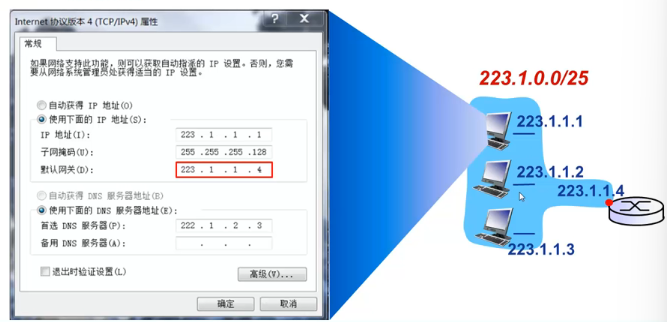 Internet 协议版本 4 (TCP/IPv4) 属性
常规
如果网络支持此功能，则可以获取自动指派的 IP 设置。否则，您需
要从网络系统管理员处获得适当的 IP 设置。
自动获得 IP 地址(O)
使用下面的 IP 地址(S):
IP 地址(I): 223 . 1 . 1 . 1
子网掩码(U): 255 .255 .255 .128
默认网关(D): 223 . 1 . 1 . 4
自动获得 DNS 服务器地址(B)
使用下面的 DNS 服务器地址(E):
首选 DNS 服务器(P): 222 . 1 . 2 . 3
备用 DNS 服务器(A): . . .
退出时验证设置(L)
高级(V)...
确定 取消
223.1.0.0/25
223.1.1.1
223.1.1.2
223.1.1.4
223.1.1.3